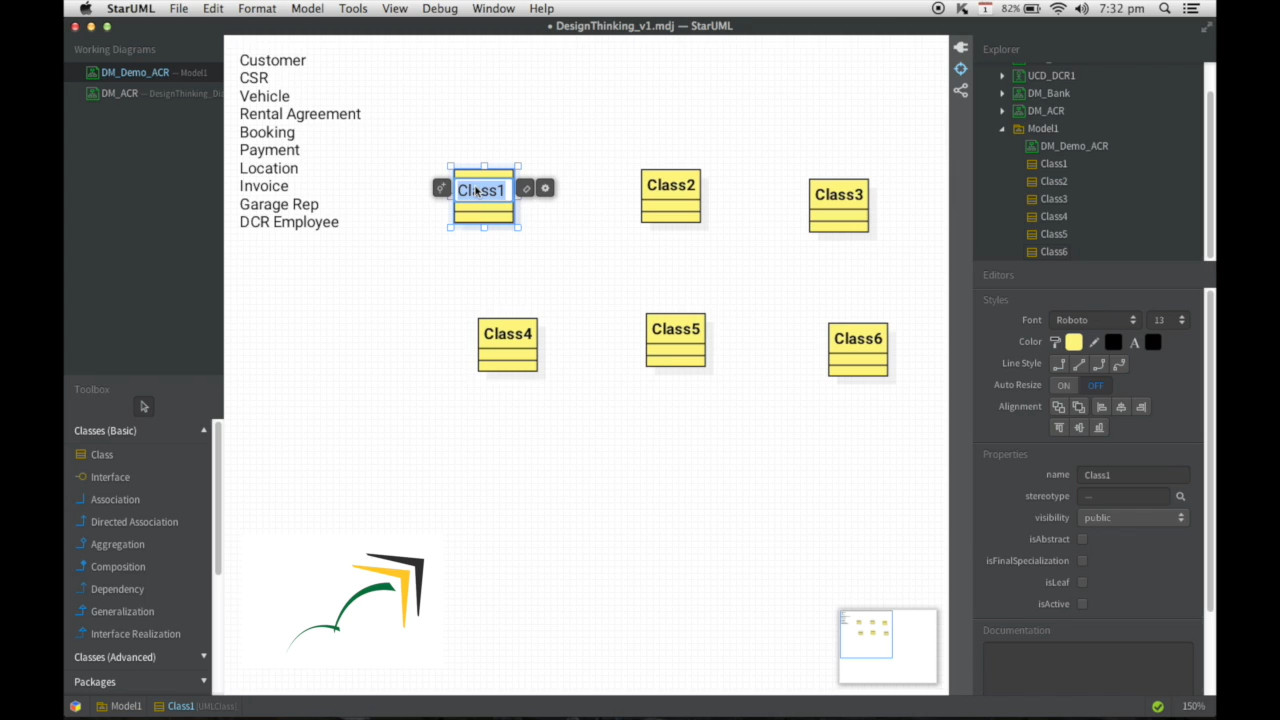 StarUML File Edit Format Model Tools View Debug Window Help 1 82% 7:32 pm
• DesignThinking_v1.mdj — StarUML
Working Diagrams
DM_Demo_ACR — Model1
DM_ACR — DesignThinking_Di
Customer
CSR
Vehicle
Rental Agreement
Booking
Payment
Location
Invoice
Garage Rep
DCR Employee
Class1
Class2
Class3
Class4
Class5
Class6
Toolbox
Classes (Basic)
Class
Interface
Association
Directed Association
Aggregation
Composition
Dependency
Generalization
Interface Realization
Classes (Advanced)
Packages
Explorer
UCD_DCR1
DM_Bank
DM_ACR
Model1
DM_Demo_ACR
Class1
Class2
Class3
Class4
Class5
Class6
Editors
Styles
Font Roboto 13
Color A
Line Style
Auto Resize ON OFF
Alignment
Properties
name Class1
stereotype —
visibility public
isAbstract
isFinalSpecialization
isLeaf
isActive
Documentation
Model1 Class1 (UMLClass) 150%